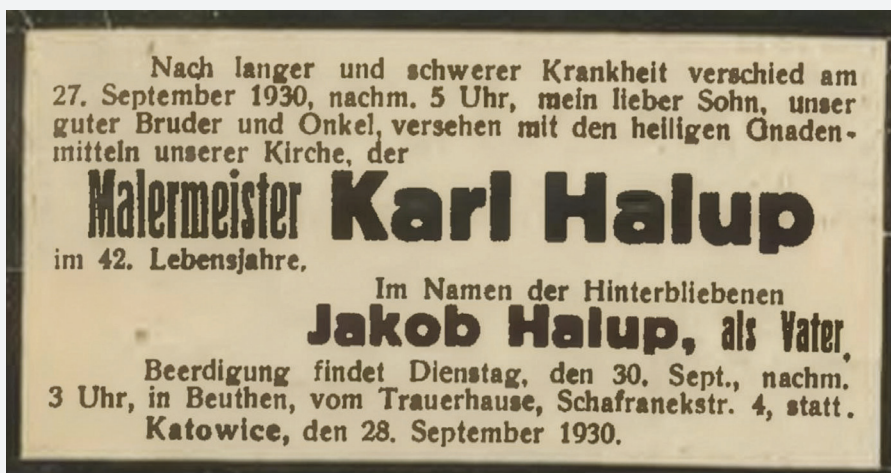 Nach langer und schwerer Krankheit verschied am
27. September 1930, nachm. 5 Uhr, mein lieber Sohn, unser
guter Bruder und Onkel, versehen mit den heiligen Gnaden-
mitteln unserer Kirche, der
Malermeister Karl Halup
im 42. Lebensjahre.
Im Namen der Hinterbliebenen
Jakob Halup, als Vater.
Beerdigung findet Dienstag, den 30. Sept., nachm.
3 Uhr, in Beuthen, vom Trauerhause, Schafranekstr. 4, statt.
Katowice, den 28. September 1930.